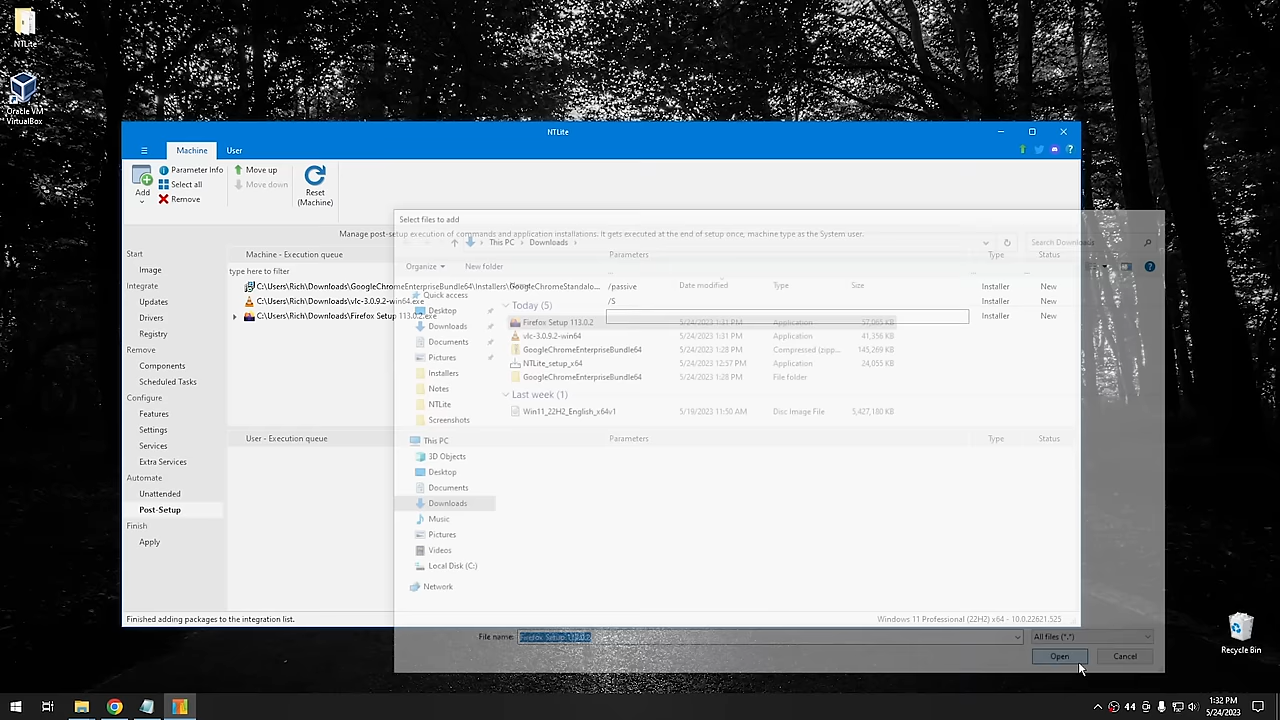 NTLite
Oracle VM
VirtualBox
NTLite
Machine
User
Add
Parameter Info
Select all
Remove
Move up
Move down
Reset
(Machine)
Select files to add
Manage post-setup execution of commands and application installations. It gets executed at the end of setup once, machine type as the System user.
This PC
Downloads
Search Downloads
Start
Image
Integrate
Updates
Drivers
Registry
Remove
Components
Scheduled Tasks
Configure
Features
Settings
Services
Extra Services
Automate
Unattended
Post-Setup
Finish
Apply
Machine - Execution queue
Parameters
Type
Status
type here to filter
C:\Users\Rich\Downloads\GoogleChromeEnterpriseBundle64\Installers\GoogleChromeStandalo...
/passive
Installer
New
C:\Users\Rich\Downloads\vlc-3.0.9.2-win64.exe
/S
Installer
New
C:\Users\Rich\Downloads\Firefox Setup 113.0.2.exe
Installer
New
User - Execution queue
Parameters
Type
Status
Organize
New folder
Date modified
Type
Size
Quick access
Desktop
Downloads
Documents
Pictures
Installers
Notes
NTLite
Screenshots
This PC
3D Objects
Desktop
Documents
Downloads
Music
Pictures
Videos
Local Disk (C:)
Network
Today (5)
Firefox Setup 113.0.2 5/24/2023 1:31 PM Application 57,065 KB
vlc-3.0.9.2-win64 5/24/2023 1:31 PM Application 41,356 KB
GoogleChromeEnterpriseBundle64 5/24/2023 1:28 PM Compressed (zipp... 145,269 KB
NTLite_setup_x64 5/24/2023 12:57 PM Application 24,055 KB
GoogleChromeEnterpriseBundle64 5/24/2023 1:28 PM File folder
Last week (1)
Win11_22H2_English_x64v1 5/19/2023 11:50 AM Disc Image File 5,427,180 KB
Finished adding packages to the integration list.
Windows 11 Professional (22H2) x64 - 10.0.22621.525
File name:
Firefox Setup 113.0.2
All files (*.*)
Open
Cancel
Recycle Bin
44
1:32 PM
5/24/2023